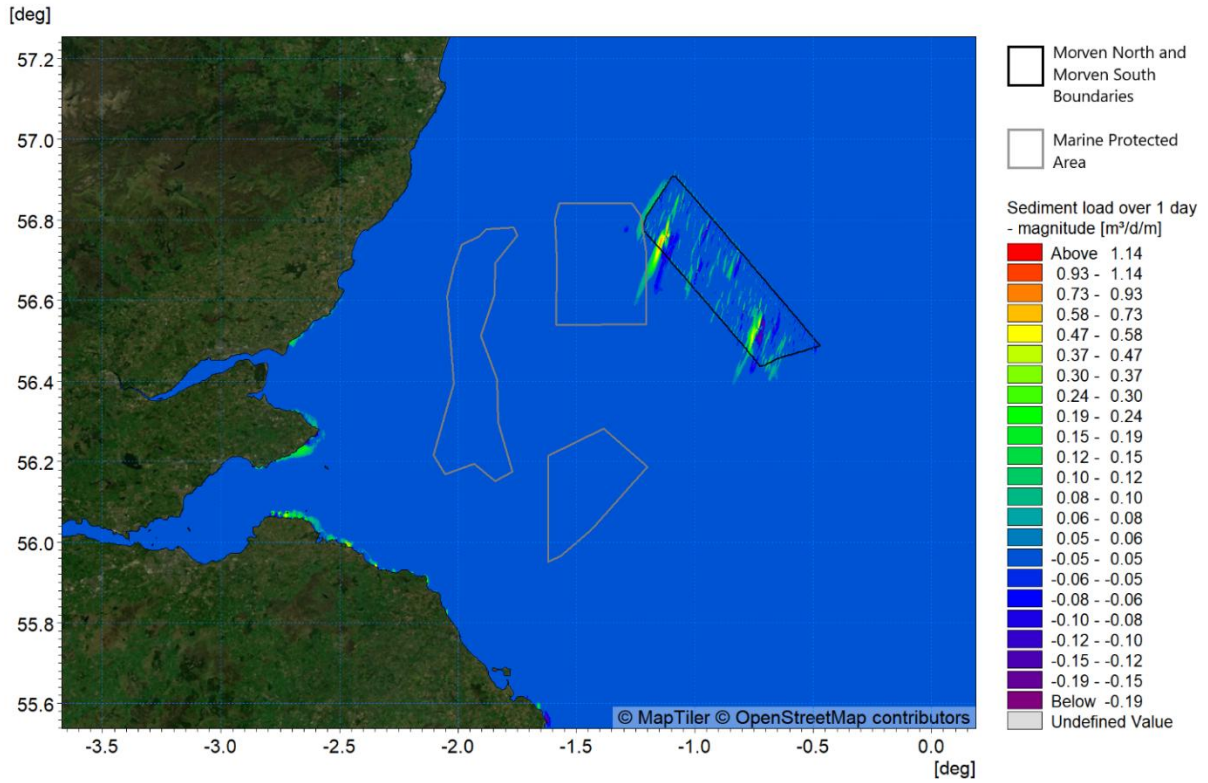 [deg]
57.2
57.0
56.8
56.6
56.4
56.2
56.0
55.8
55.6
-3.5 -3.0 -2.5 -2.0 -1.5 -1.0 -0.5 0.0
[deg]
© MapTiler © OpenStreetMap contributors
Morven North and
Morven South
Boundaries
Marine Protected
Area
Sediment load over 1 day
- magnitude [m³/d/m]
Above 1.14
0.93 - 1.14
0.73 - 0.93
0.58 - 0.73
0.47 - 0.58
0.37 - 0.47
0.30 - 0.37
0.24 - 0.30
0.19 - 0.24
0.15 - 0.19
0.12 - 0.15
0.10 - 0.12
0.08 - 0.10
0.06 - 0.08
0.05 - 0.06
-0.05 - 0.05
-0.06 - -0.05
-0.08 - -0.06
-0.10 - -0.08
-0.12 - -0.10
-0.15 - -0.12
-0.19 - -0.15
Below -0.19
Undefined Value